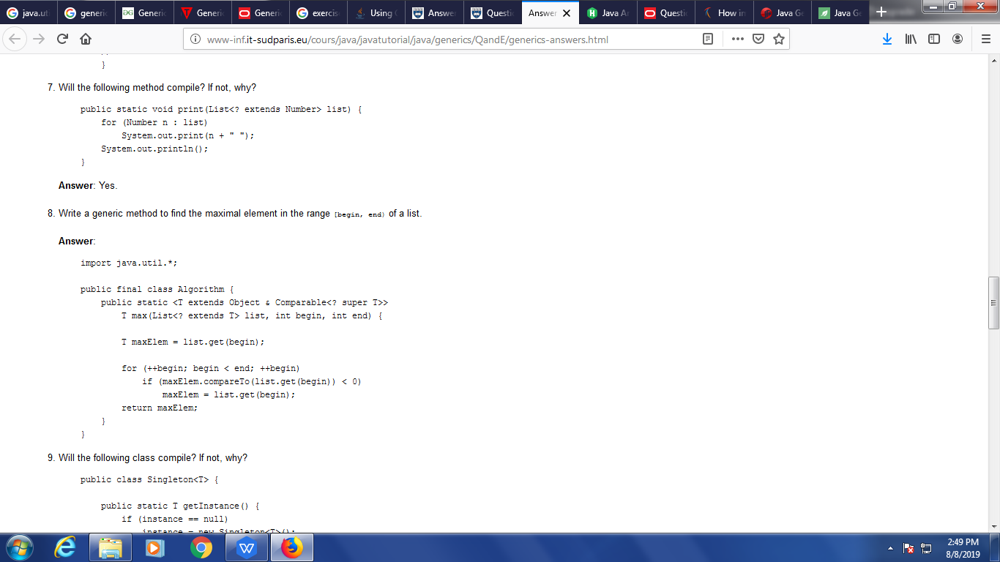 java.ut
generic
Generic
Generi
Generic
exercis
Using
Answer
Questi
Answer
Java Ar
Questi
How in
Java Ge
Java Ge
www-inf.it-sudparis.eu/cours/java/javatutorial/java/generics/QandE/generics-answers.html
}
7. Will the following method compile? If not, why?
public static void print(List<? extends Number> list) {
for (Number n : list)
System.out.print(n + " ");
System.out.println();
}
Answer: Yes.
8. Write a generic method to find the maximal element in the range [begin, end) of a list.
Answer:
import java.util.*;
public final class Algorithm {
public static <T extends Object & Comparable<? super T>>
T max(List<? extends T> list, int begin, int end) {
T maxElem = list.get(begin);
for (++begin; begin < end; ++begin)
if (maxElem.compareTo(list.get(begin)) < 0)
maxElem = list.get(begin);
return maxElem;
}
}
9. Will the following class compile? If not, why?
public class Singleton<T> {
public static T getInstance() {
if (instance == null)
instance = new Singleton<T>();
2:49 PM
8/8/2019